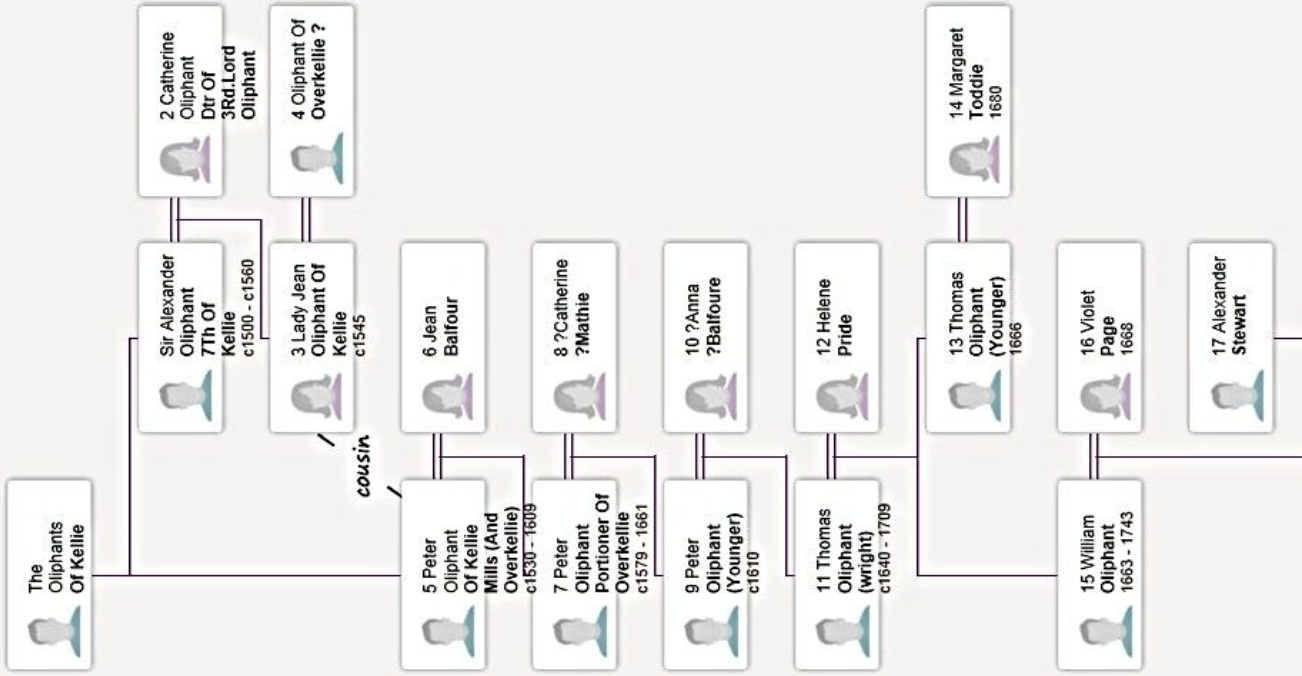 The
Oliphants
Of Kellie
Sir Alexander
Oliphant
7Th Of
Kellie
c1500 - c1560
2 Catherine
Oliphant
Dtr Of
3Rd.Lord
Oliphant
3 Lady Jean
Oliphant Of
Kellie
c1545
4 Oliphant Of
Overkellie ?
cousin
5 Peter
Oliphant
Of Kellie
Mills (And
Overkellie)
c1530 - 1609
6 Jean
Balfour
7 Peter
Oliphant
Portioner Of
Overkellie
c1579 - 1661
8 ?Catherine
?Mathie
9 Peter
Oliphant
(Younger)
c1610
10 ?Anna
?Balfoure
11 Thomas
Oliphant
(wright)
c1640 - 1709
12 Helene
Pride
13 Thomas
Oliphant
(Younger)
1666
14 Margaret
Toddie
1680
15 William
Oliphant
1663 - 1743
16 Violet
Page
1668
17 Alexander
Stewart